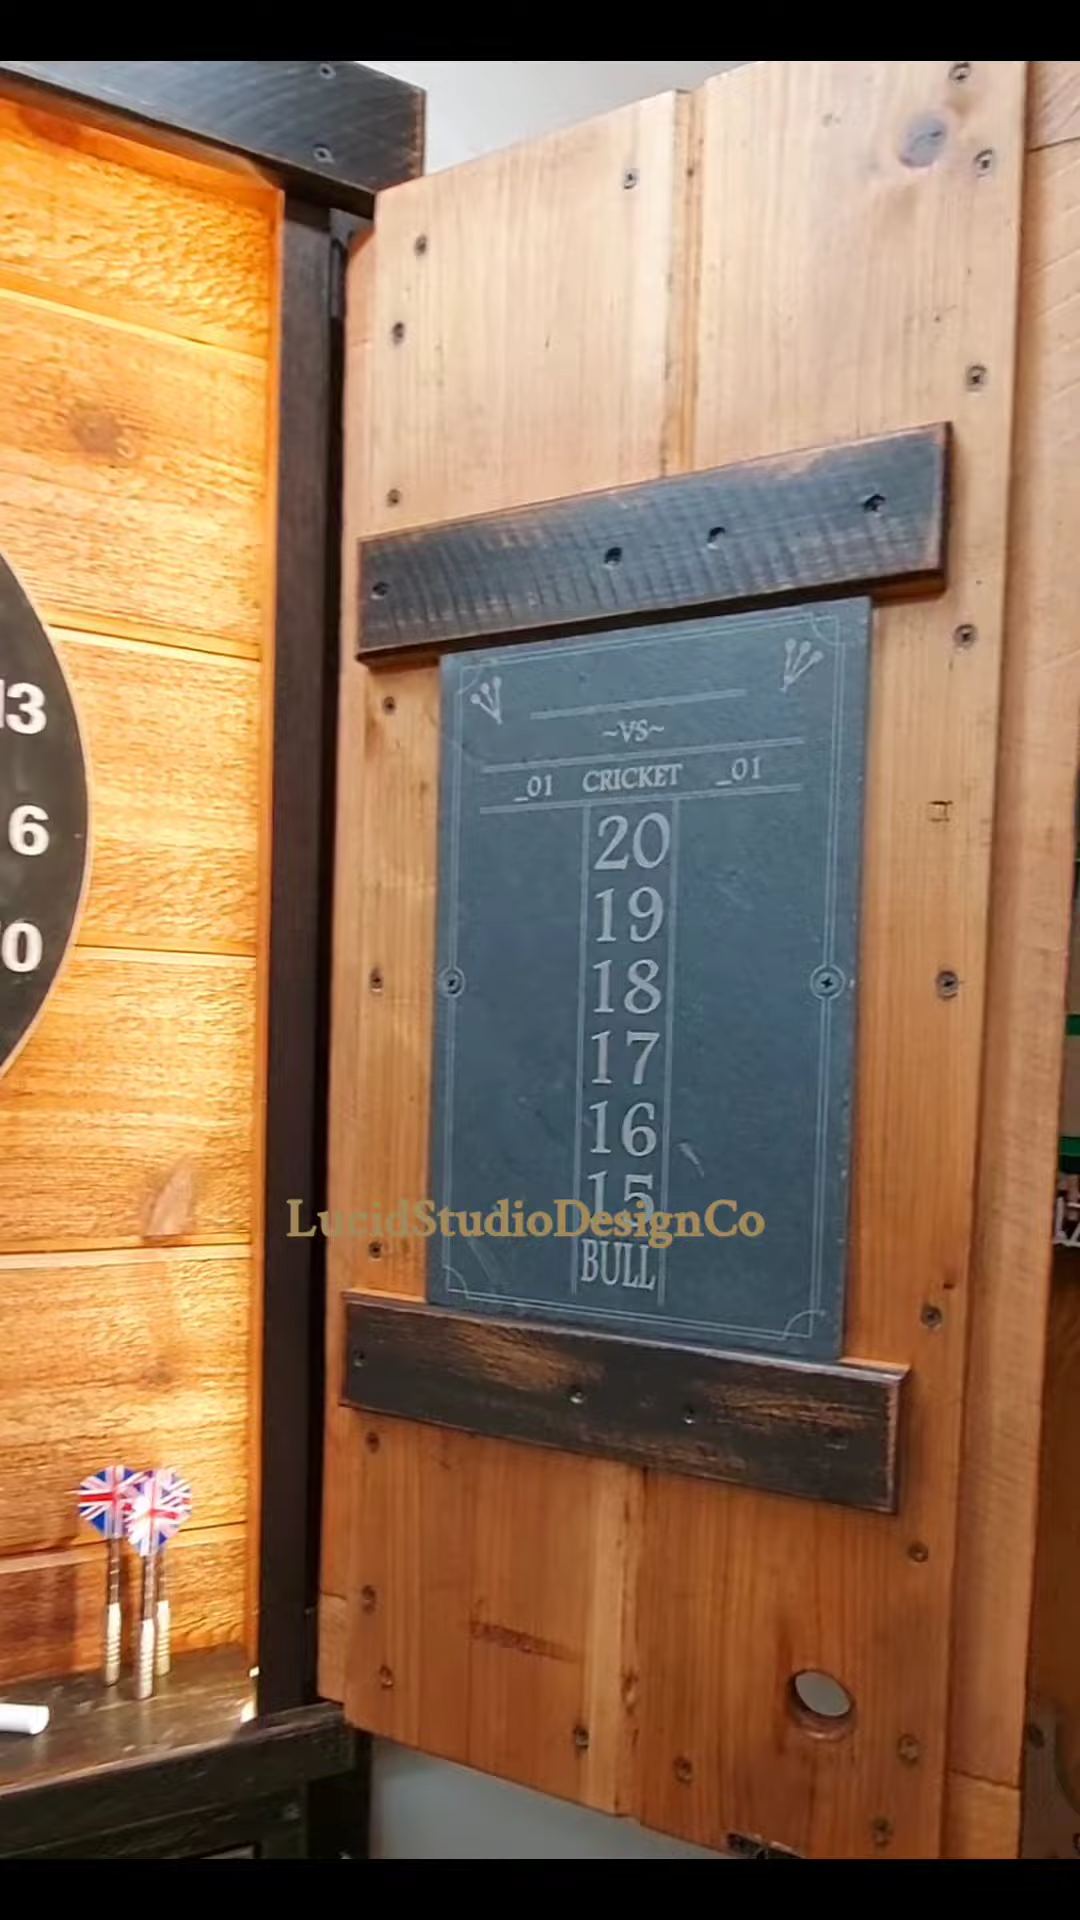 13
6
~VS~
_01 CRICKET _01
20
19
18
17
16
15
LucidStudioDesignCo
BULL